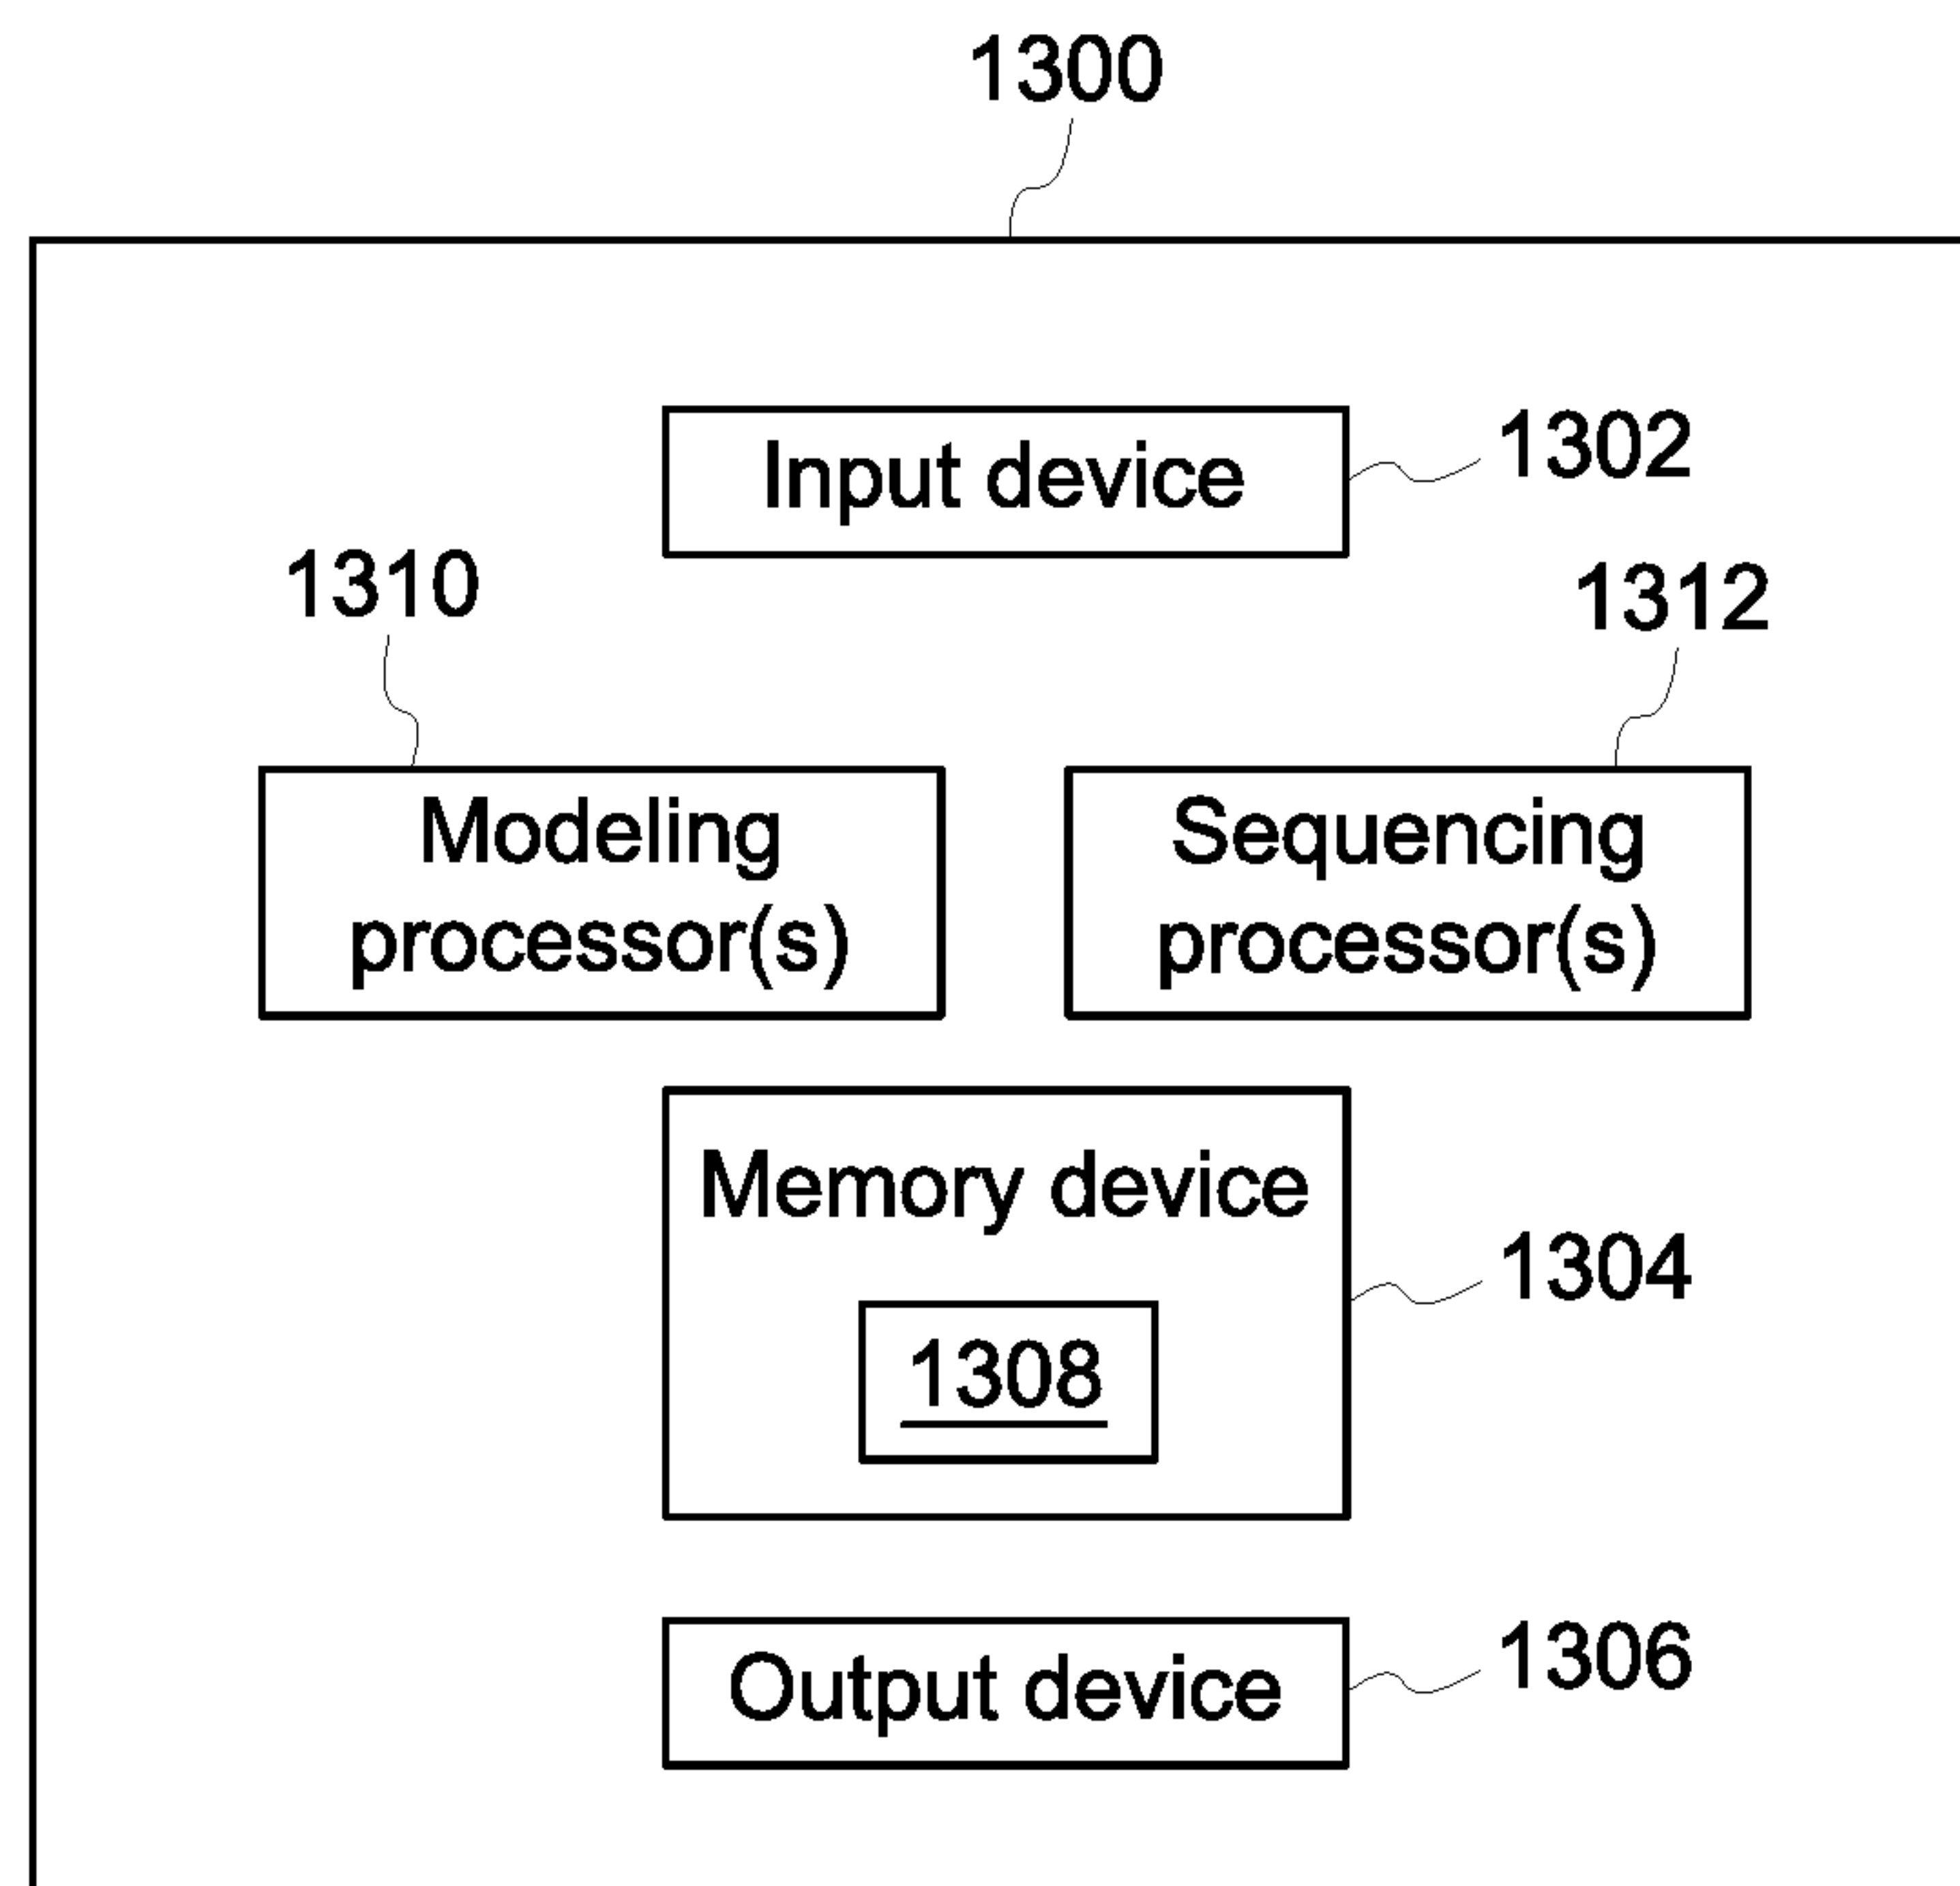 1300
Input device
1302
1310
1312
Modeling
processor(s)
Sequencing
processor(s)
Memory device
1304
1308
Output device
1306